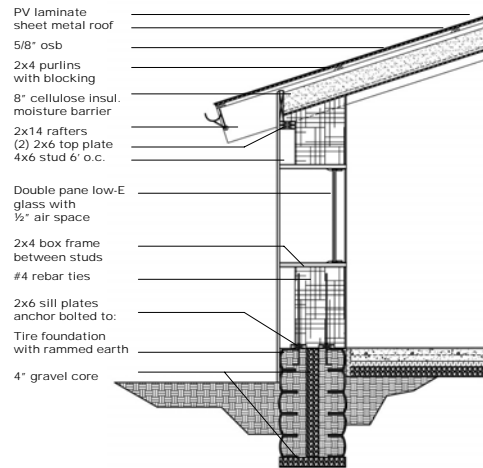 PV laminate
sheet metal roof
5/8" osb
2x4 purlins
with blocking
8" cellulose insul.
moisture barrier
2x14 rafters
(2) 2x6 top plate
4x6 stud 6' o.c.
Double pane low-E
glass with
½" air space
2x4 box frame
between studs
#4 rebar ties
2x6 sill plates
anchor bolted to:
Tire foundation
with rammed earth
4" gravel core